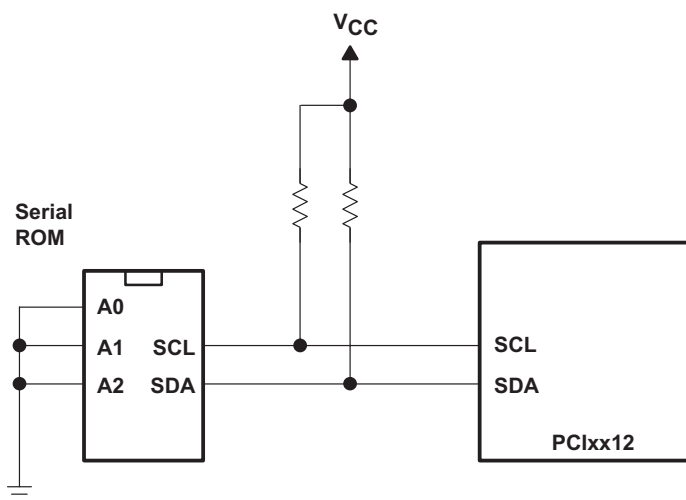 VCC
Serial
ROM
A0
A1 SCL
A2 SDA
SCL
SDA
PCIxx12